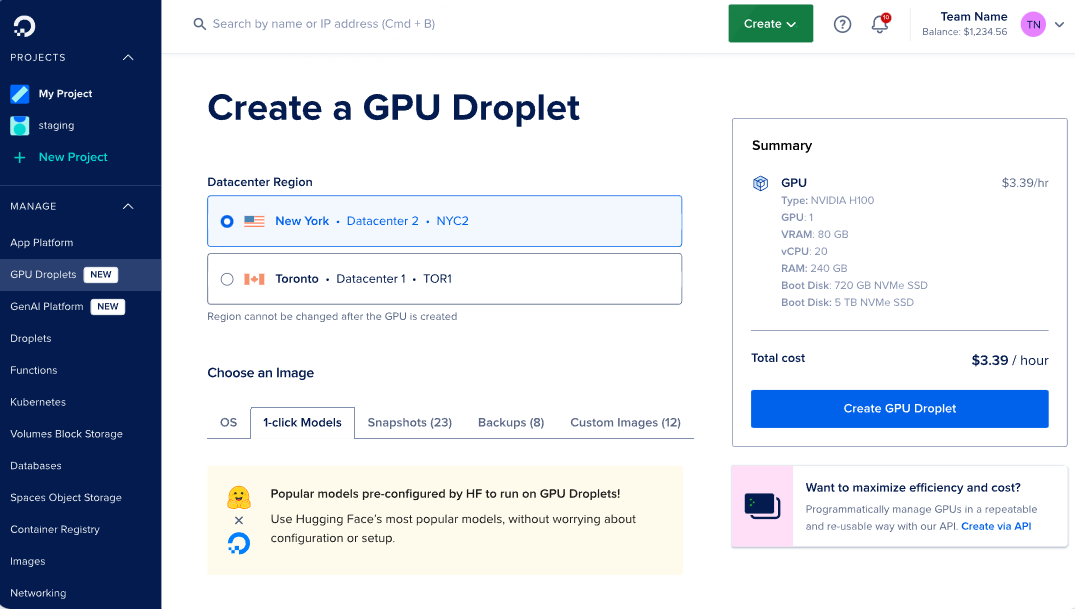 PROJECTS
My Project
staging
New Project
MANAGE
App Platform
GPU Droplets NEW
GenAI Platform NEW
Droplets
Functions
Kubernetes
Volumes Block Storage
Databases
Spaces Object Storage
Container Registry
Images
Networking
Search by name or IP address (Cmd + B)
Create
?
10
Team Name
Balance: $1,234.56
TN
Create a GPU Droplet
Datacenter Region
New York • Datacenter 2 • NYC2
Toronto • Datacenter 1 • TOR1
Region cannot be changed after the GPU is created
Choose an Image
OS 1-click Models Snapshots (23) Backups (8) Custom Images (12)
Popular models pre-configured by HF to run on GPU Droplets!
Use Hugging Face's most popular models, without worrying about
configuration or setup.
Summary
GPU $3.39/hr
Type: NVIDIA H100
GPU: 1
VRAM: 80 GB
vCPU: 20
RAM: 240 GB
Boot Disk: 720 GB NVMe SSD
Boot Disk: 5 TB NVMe SSD
Total cost $3.39 / hour
Create GPU Droplet
Want to maximize efficiency and cost?
Programmatically manage GPUs in a repeatable
and re-usable way with our API. Create via API